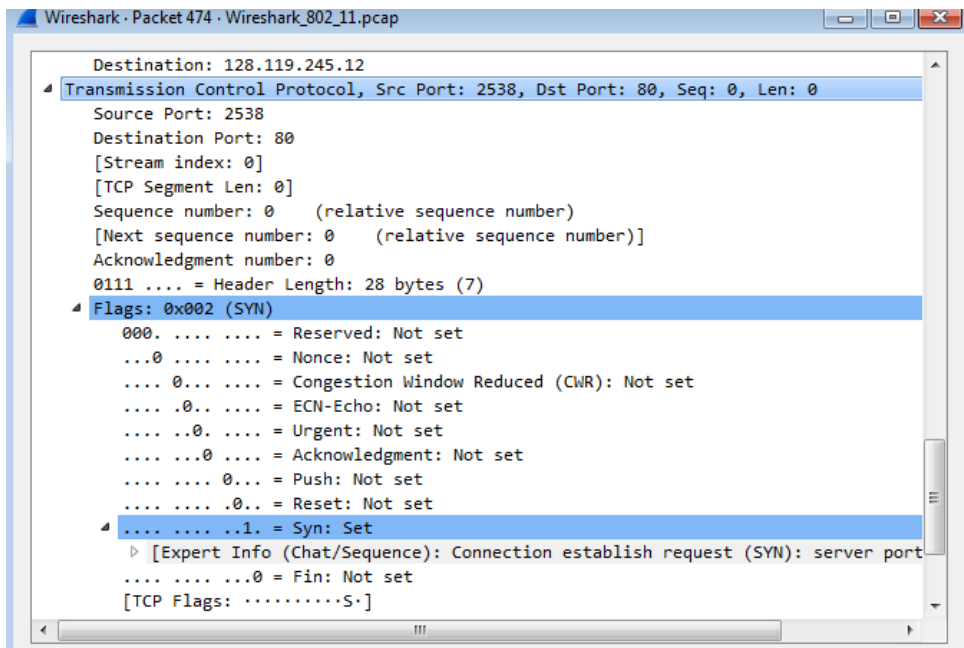 Wireshark · Packet 474 · Wireshark_802_11.pcap
Destination: 128.119.245.12
Transmission Control Protocol, Src Port: 2538, Dst Port: 80, Seq: 0, Len: 0
Source Port: 2538
Destination Port: 80
[Stream index: 0]
[TCP Segment Len: 0]
Sequence number: 0    (relative sequence number)
[Next sequence number: 0    (relative sequence number)]
Acknowledgment number: 0
0111 .... = Header Length: 28 bytes (7)
Flags: 0x002 (SYN)
000. .... .... = Reserved: Not set
...0 .... .... = Nonce: Not set
.... 0... .... = Congestion Window Reduced (CWR): Not set
.... .0.. .... = ECN-Echo: Not set
.... ..0. .... = Urgent: Not set
.... ...0 .... = Acknowledgment: Not set
.... .... 0... = Push: Not set
.... .... .0.. = Reset: Not set
.... .... ..1. = Syn: Set
[Expert Info (Chat/Sequence): Connection establish request (SYN): server port
.... .... ...0 = Fin: Not set
[TCP Flags: ··········S·]